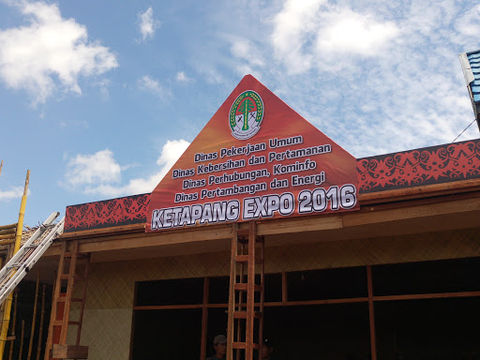 Dinas Pekerjaan Umum
Dinas Kebersihan dan Pertamanan
Dinas Perhubungan, Kominfo
Dinas Pertambangan dan Energi
KETAPANG EXPO 2016